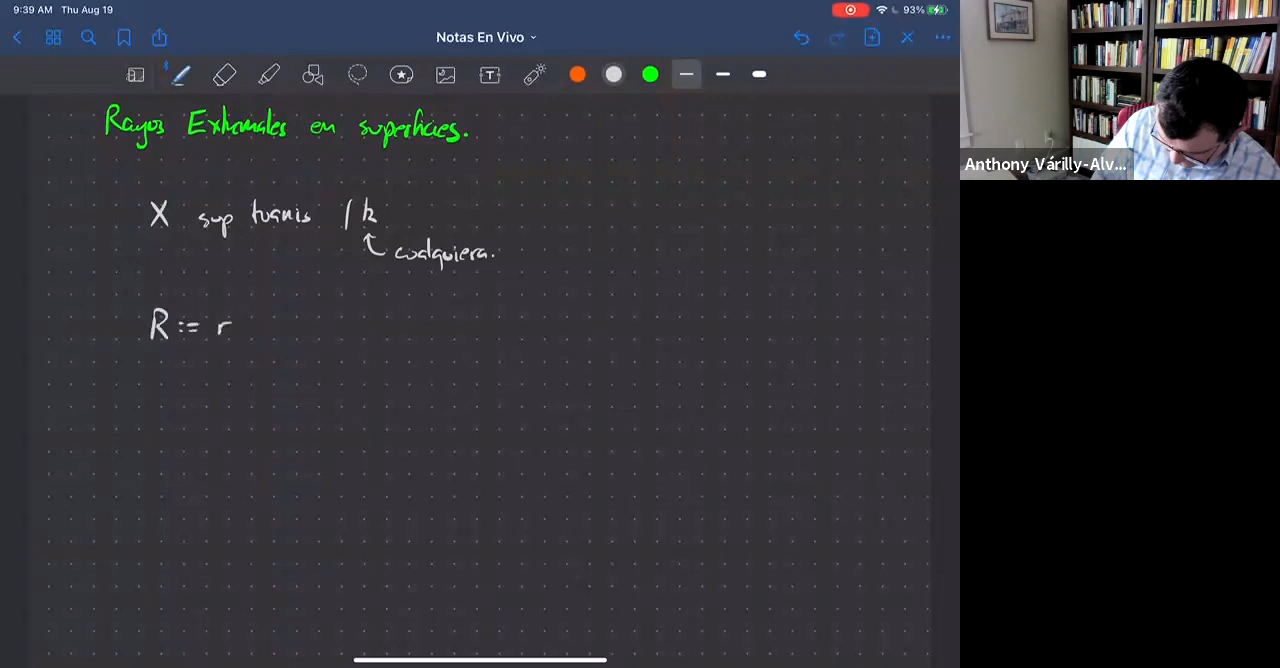 9:39 AM Thu Aug 19
93%
Notas En Vivo
Rayos Extremales en superficies.
X sup /k
cualquiera.
R := r
Anthony Várilly-Alv...